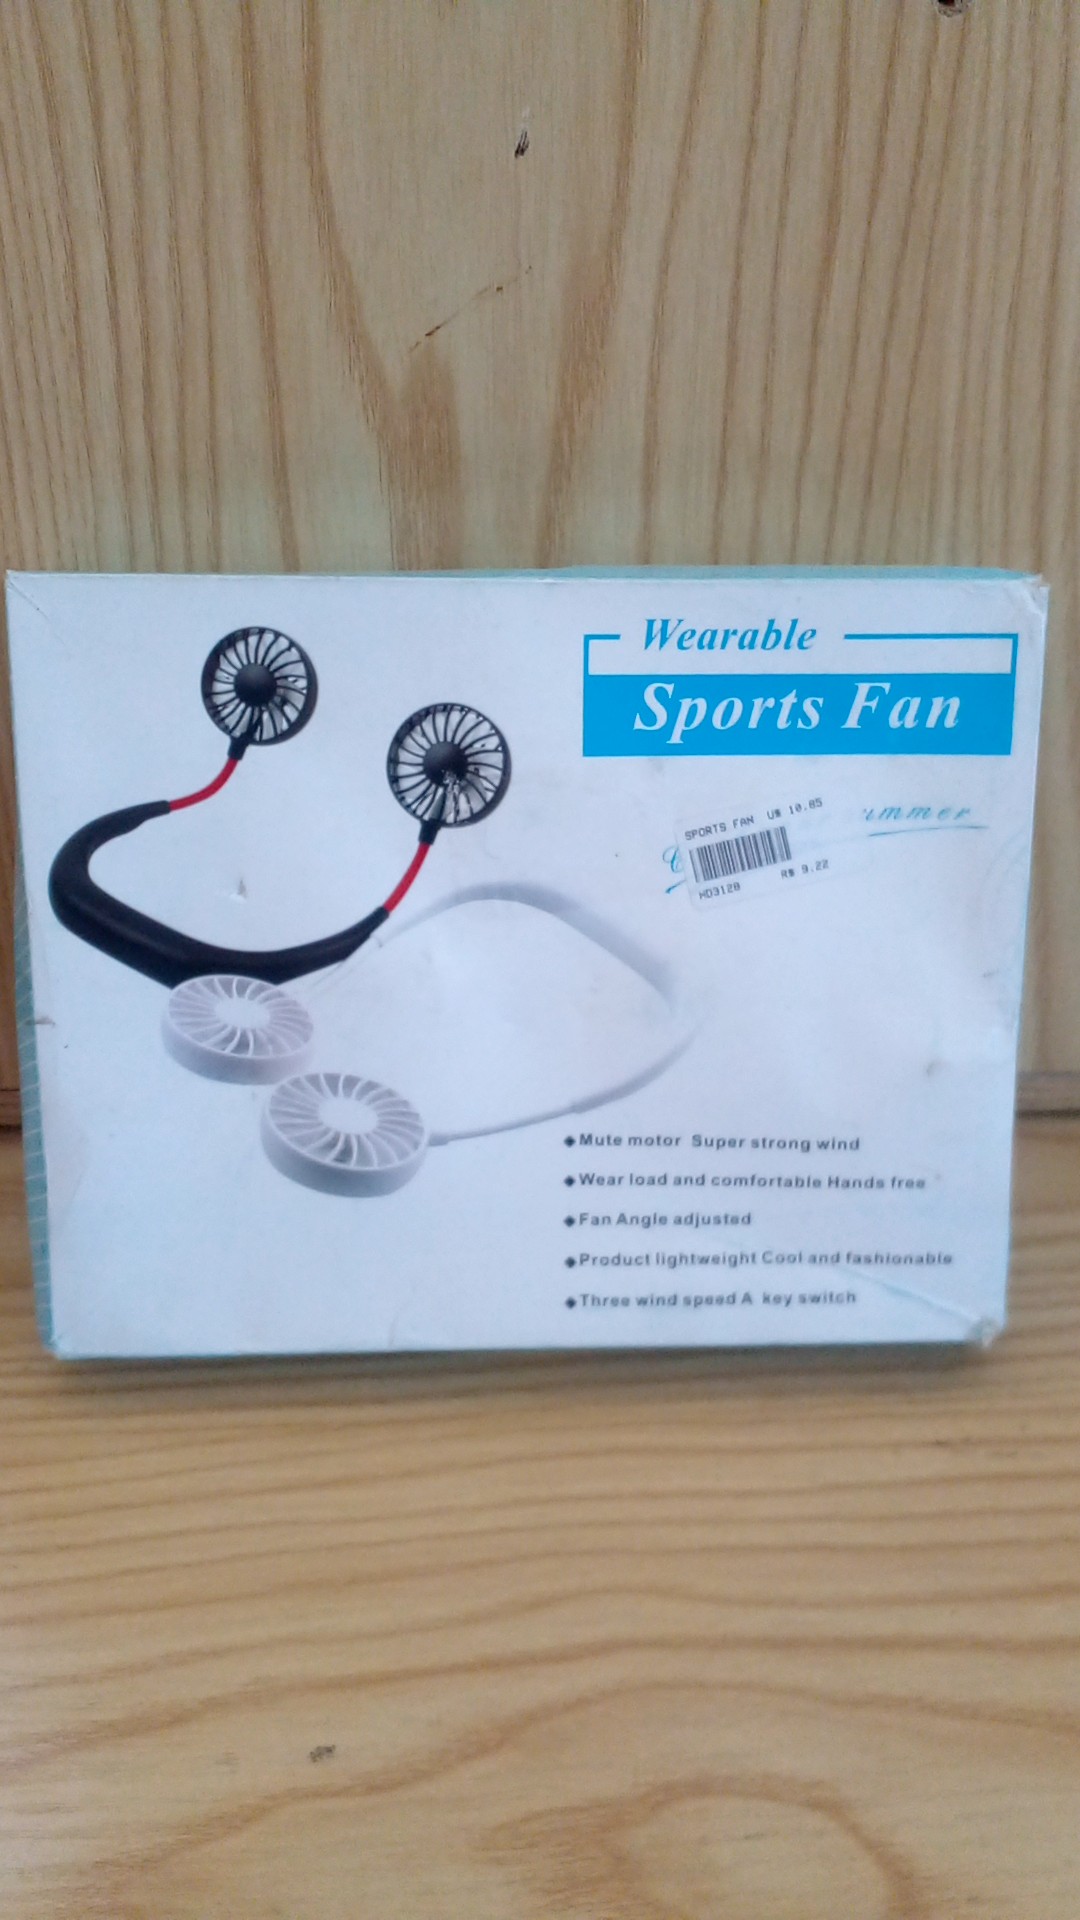 Wearable
Sports Fan
SPORTS FAN U$ 10.85
HD3128 R$ 9.22
◆Mute motor Super strong wind
◆Wear load and comfortable Hands free
◆Fan Angle adjusted
◆Product lightweight Cool and fashionable
◆Three wind speed A key switch